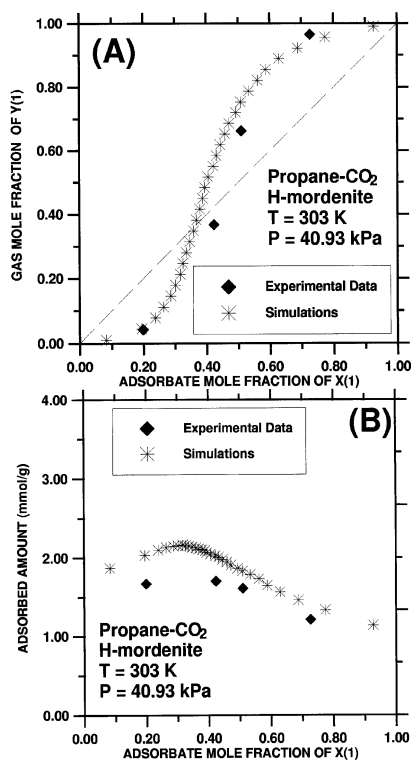 (A)
GAS MOLE FRACTION OF Y(1)
1.00
0.80
0.60
0.40
0.20
0.00
Propane-CO2
H-mordenite
T = 303 K
P = 40.93 kPa
Experimental Data
Simulations
0.00 0.20 0.40 0.60 0.80 1.00
ADSORBATE MOLE FRACTION OF X(1)
(B)
ADSORBED AMOUNT (mmol/g)
4.00
3.00
2.00
1.00
0.00
Experimental Data
Simulations
Propane-CO2
H-mordenite
T = 303 K
P = 40.93 kPa
0.00 0.20 0.40 0.60 0.80 1.00
ADSORBATE MOLE FRACTION OF X(1)